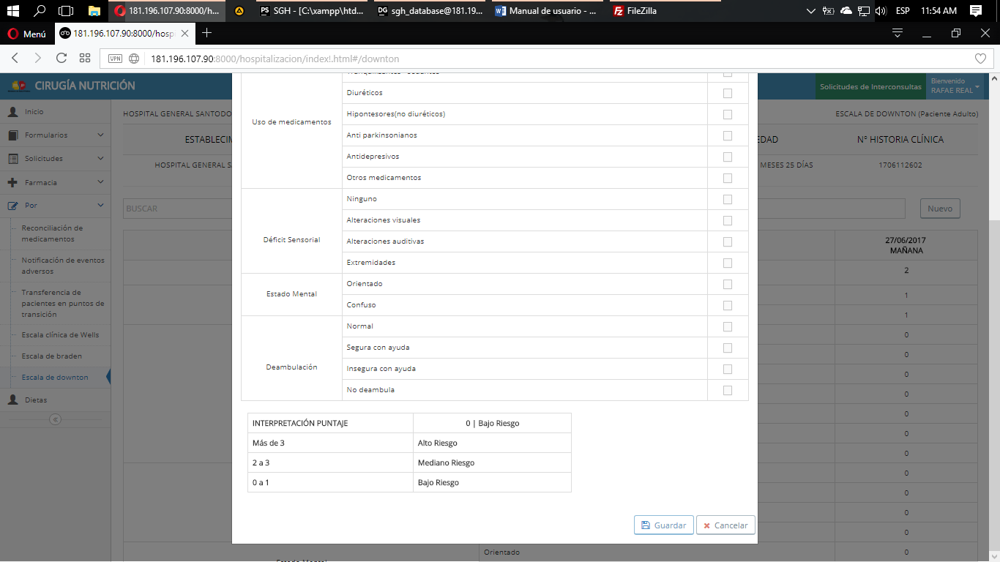 181.196.107.90:8000/h...
SGH - [C:\xampp\htd...
sgh_database@181.19...
Manual de usuario - ...
FileZilla
ESP
11:54 AM
Menú
181.196.107.90:8000/hosp
VPN
181.196.107.90:8000/hospitalizacion/index!.html#/downton
CIRUGÍA NUTRICIÓN
Solicitudes de Interconsultas
Bienvenido
RAFAE REAL
Inicio
Formularios
Solicitudes
Farmacia
Por
Reconciliación de
medicamentos
Notificación de eventos
adversos
Transferencia de
pacientes en puntos de
transición
Escala clínica de Wells
Escala de braden
Escala de downton
Dietas
HOSPITAL GENERAL SANTODO
ESCALA DE DOWNTON (Paciente Adulto)
ESTABLECIM
EDAD
N° HISTORIA CLÍNICA
HOSPITAL GENERAL S
MESES 25 DÍAS
1706112602
BUSCAR
Nuevo
27/06/2017
MAÑANA
2
1
1
0
0
0
0
0
0
0
0
0
0
0
Orientado
0
Uso de medicamentos
Diuréticos
Hipontesores(no diuréticos)
Anti parkinsonianos
Antidepresivos
Otros medicamentos
Déficit Sensorial
Ninguno
Alteraciones visuales
Alteraciones auditivas
Extremidades
Estado Mental
Orientado
Confuso
Deambulación
Normal
Segura con ayuda
Insegura con ayuda
No deambula
INTERPRETACIÓN PUNTAJE
0 | Bajo Riesgo
Más de 3
Alto Riesgo
2 a 3
Mediano Riesgo
0 a 1
Bajo Riesgo
Guardar
Cancelar